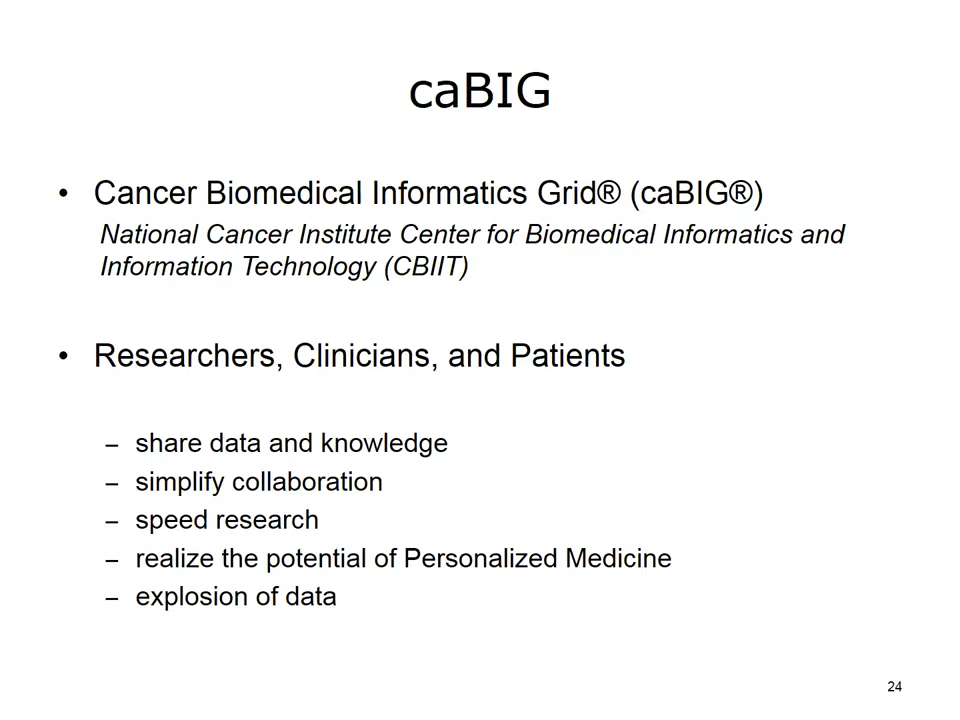 caBIG
• Cancer Biomedical Informatics Grid® (caBIG®)
National Cancer Institute Center for Biomedical Informatics and
Information Technology (CBIIT)
• Researchers, Clinicians, and Patients
– share data and knowledge
– simplify collaboration
– speed research
– realize the potential of Personalized Medicine
– explosion of data
24